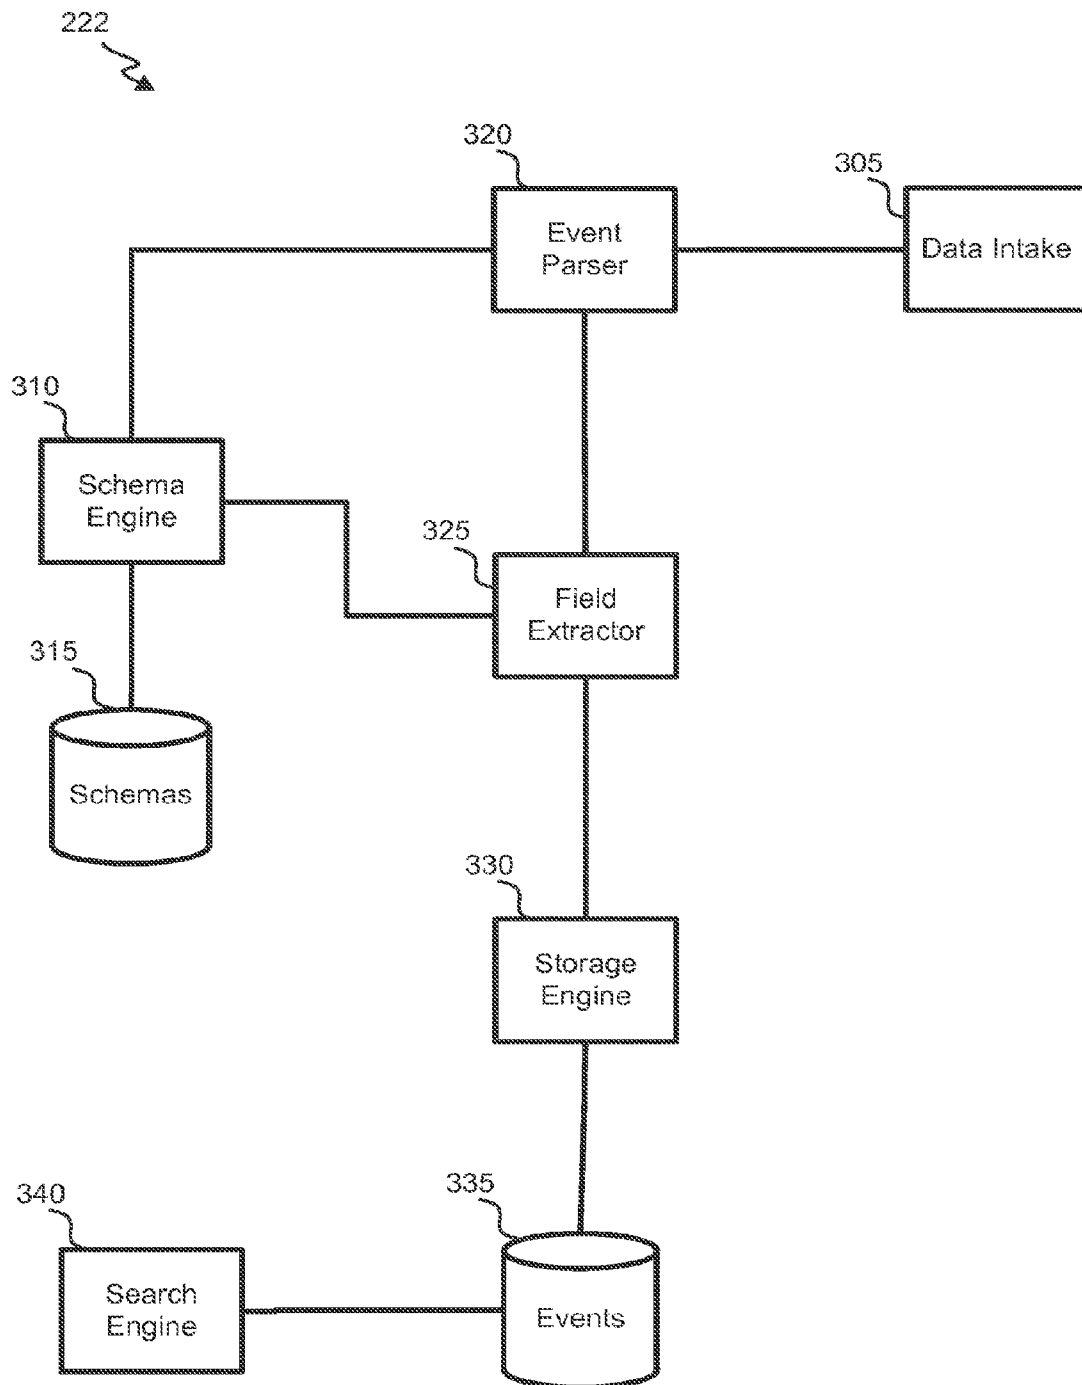 222
320
305
Event
Parser
Data Intake
310
Schema
Engine
325
Field
Extractor
315
Schemas
330
Storage
Engine
340
335
Search
Engine
Events